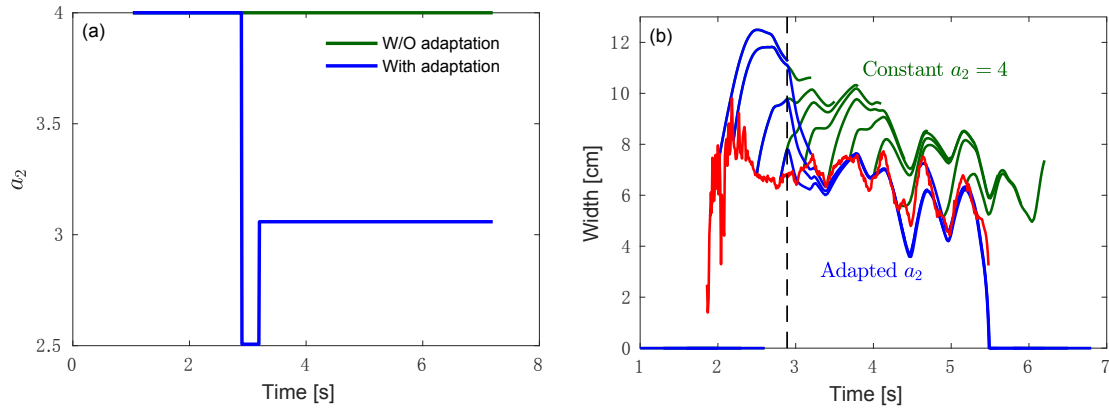 (a)
W/O adaptation
With adaptation
4
3.5
3
2.5
a₂
0
2
4
6
8
Time [s]
(b)
Constant a₂ = 4
Adapted a₂
12
10
8
6
4
2
0
Width [cm]
1
2
3
4
5
6
7
Time [s]